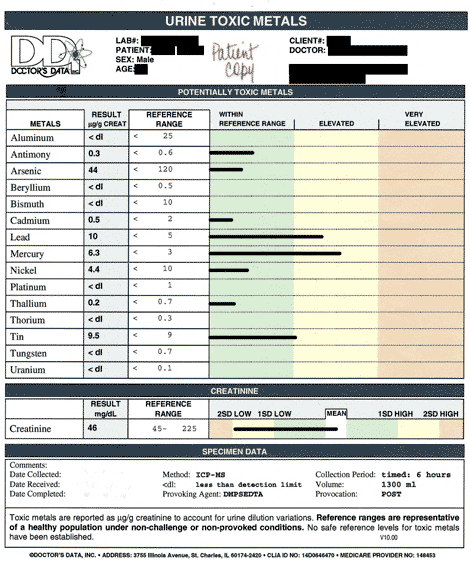 URINE TOXIC METALS
DDI
DOCTOR'S DATA, INC.
LAB#:
PATIENT:
SEX: Male
AGE:
Patient
Copy
CLIENT#:
DOCTOR:
POTENTIALLY TOXIC METALS
METALS RESULT µg/g CREAT REFERENCE RANGE WITHIN REFERENCE RANGE ELEVATED VERY ELEVATED
Aluminum < dl < 25
Antimony 0.3 < 0.6
Arsenic 44 < 120
Beryllium < dl < 0.5
Bismuth < dl < 10
Cadmium 0.5 < 2
Lead 10 < 5
Mercury 6.3 < 3
Nickel 4.4 < 10
Platinum < dl < 1
Thallium 0.2 < 0.7
Thorium < dl < 0.3
Tin 9.5 < 9
Tungsten < dl < 0.7
Uranium < dl < 0.1
CREATININE
RESULT mg/dL REFERENCE RANGE 2SD LOW 1SD LOW MEAN 1SD HIGH 2SD HIGH
Creatinine 46 45- 225
SPECIMEN DATA
Comments:
Date Collected: Method: ICP-MS Collection Period: timed: 6 hours
Date Received: <dl: less than detection limit Volume: 1300 ml
Date Completed: Provoking Agent: DMPSEDTA Provocation: POST
Toxic metals are reported as µg/g creatinine to account for urine dilution variations. Reference ranges are representative
of a healthy population under non-challenge or non-provoked conditions. No safe reference levels for toxic metals
have been established.
V10.00
©DOCTOR'S DATA, INC. • ADDRESS: 3755 Illinois Avenue, St. Charles, IL 60174-2420 • CLIA ID NO: 14D0646470 • MEDICARE PROVIDER NO: 148453